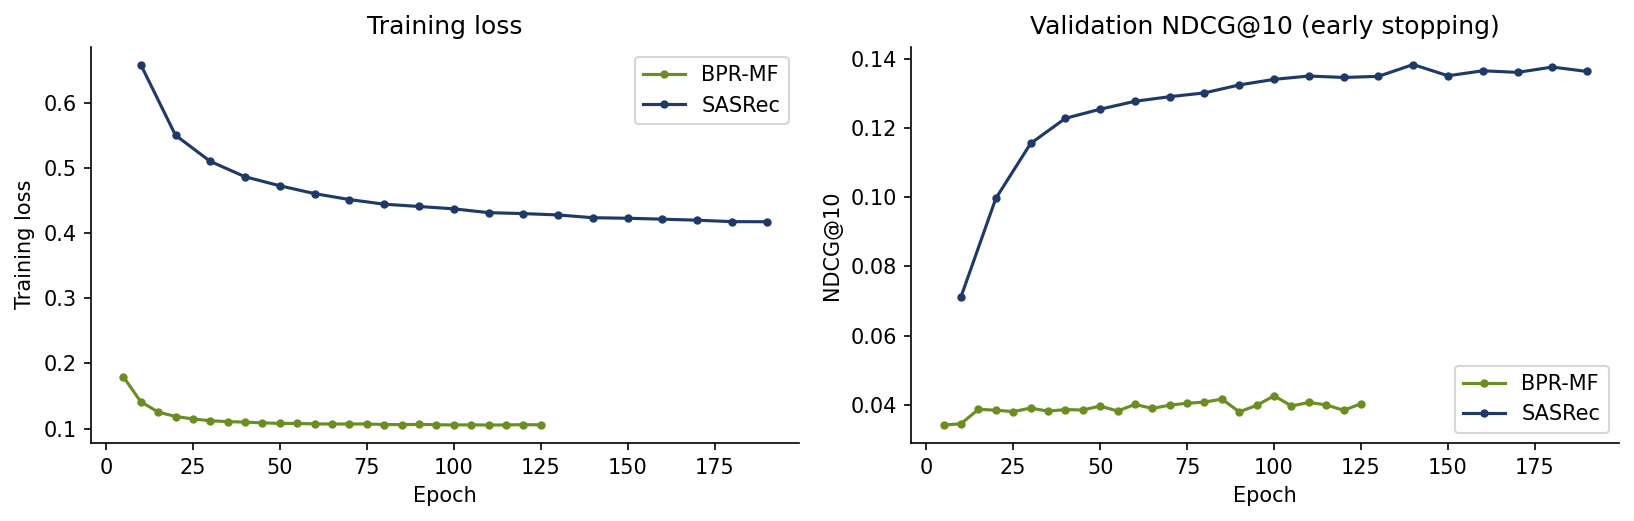 Training loss
Training loss
0.6
0.5
0.4
0.3
0.2
0.1
0 25 50 75 100 125 150 175
Epoch
BPR-MF
SASRec
Validation NDCG@10 (early stopping)
NDCG@10
0.14
0.12
0.10
0.08
0.06
0.04
0 25 50 75 100 125 150 175
Epoch
BPR-MF
SASRec